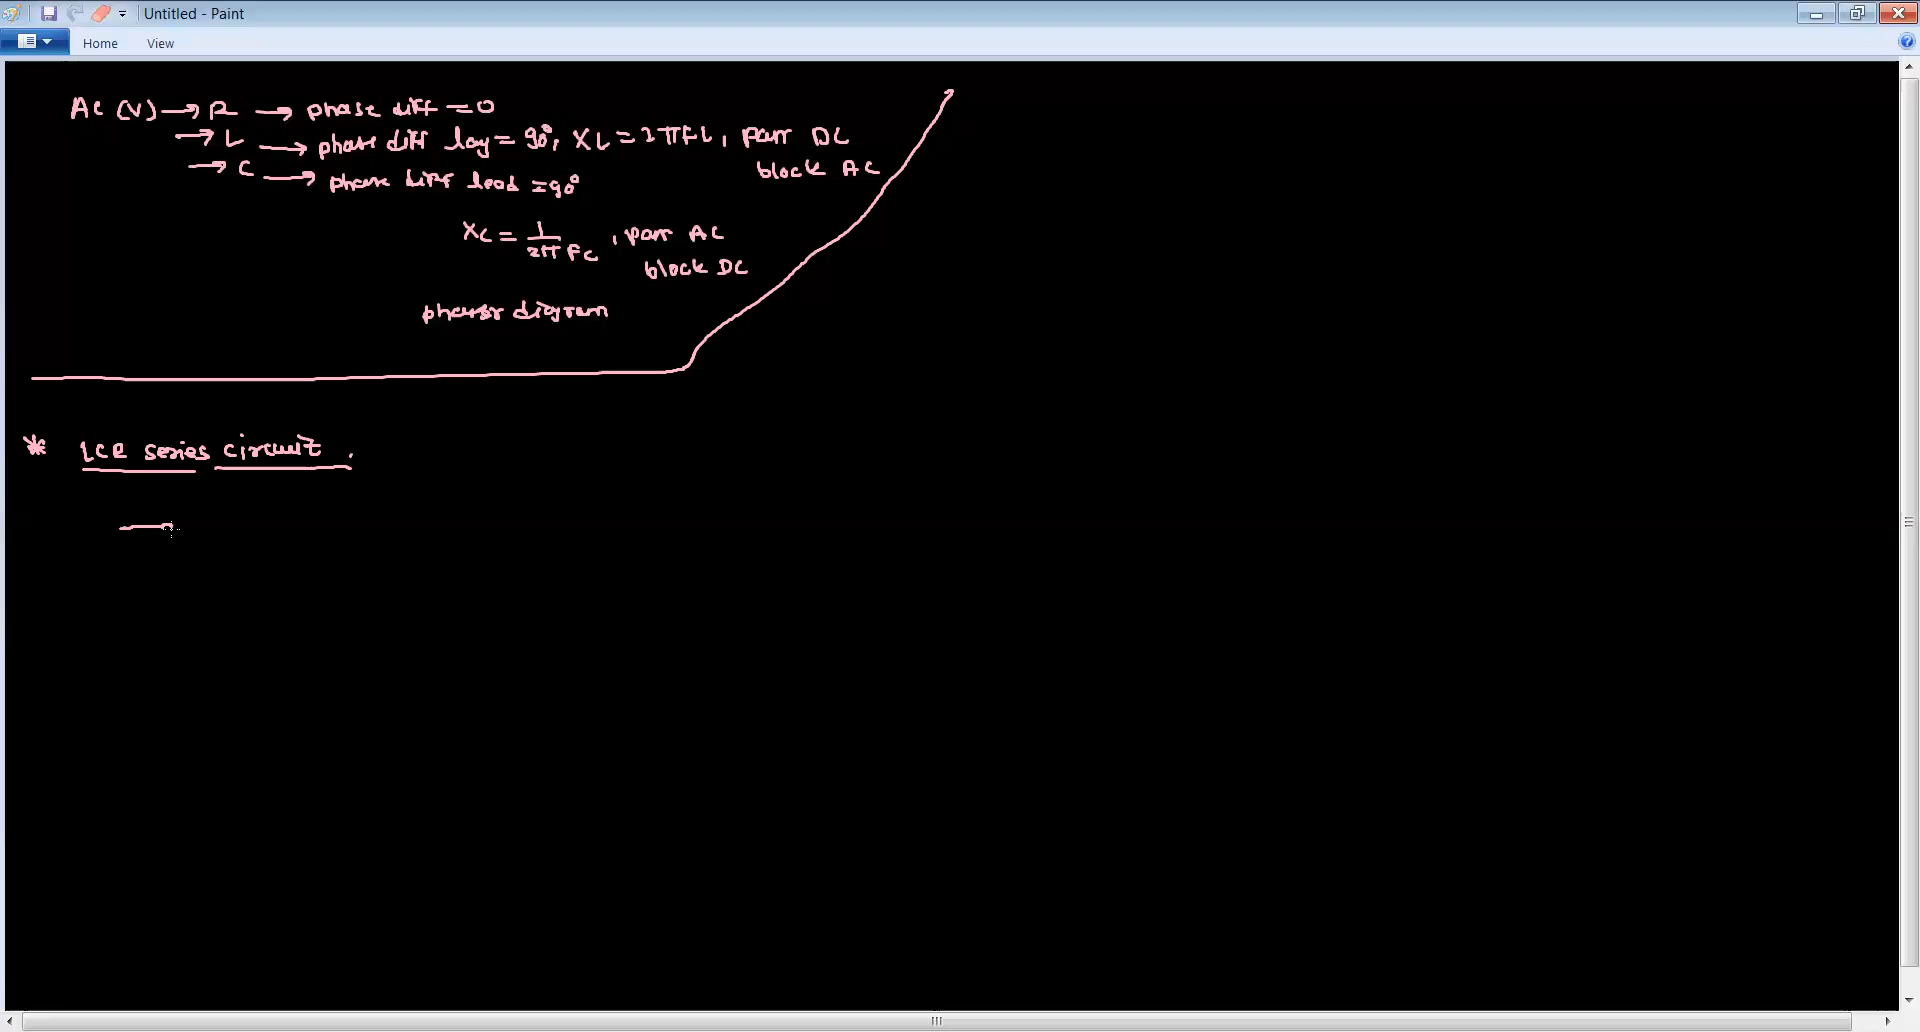 Untitled - Paint
Home View
AC (V) → R → phase diff = 0
→ L → phase diff lag = 90°, XL = 2πFL, pass DC
block AC
→ C → phase diff lead = 90°
XC = 1/2πFC, pass AC
block DC
phasor diagram
* LCR series circuit.